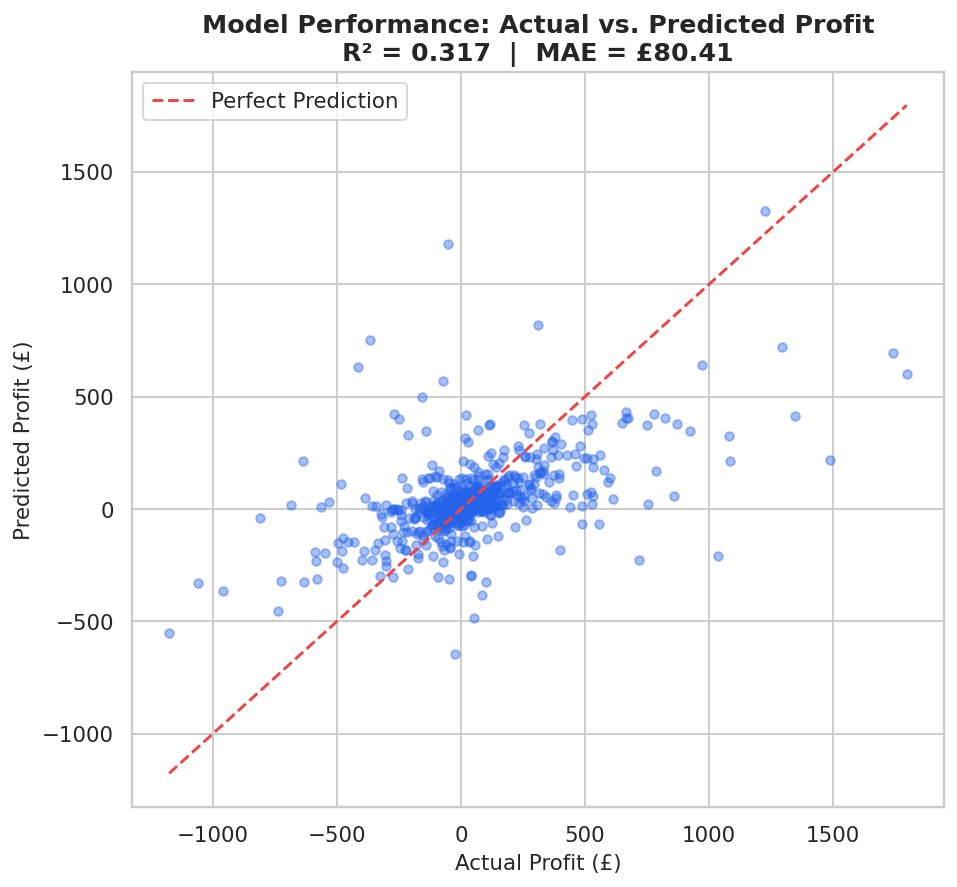 Model Performance: Actual vs. Predicted Profit
R² = 0.317  |  MAE = £80.41
Perfect Prediction
1500
1000
500
0
−500
−1000
Predicted Profit (£)
−1000 −500 0 500 1000 1500
Actual Profit (£)